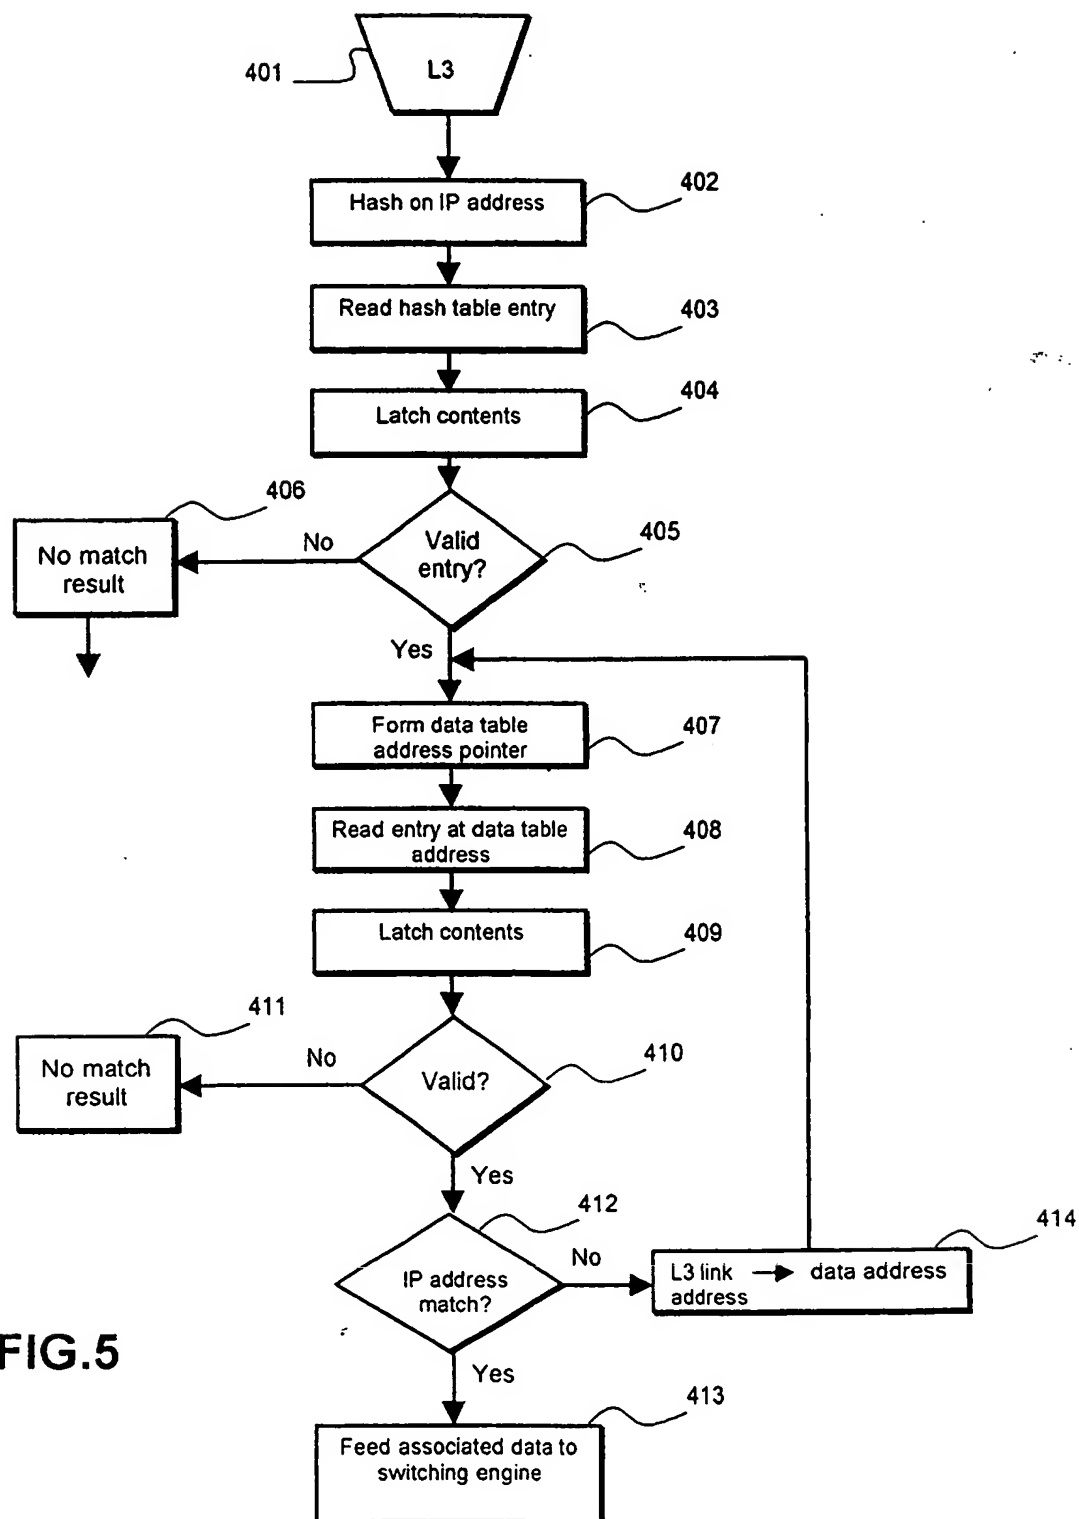 401
L3
402
Hash on IP address
403
Read hash table entry
404
Latch contents
406
No match
result
No
Valid
entry?
405
Yes
Form data table
address pointer
407
Read entry at data table
address
408
Latch contents
409
411
No match
result
No
Valid?
410
Yes
412
IP address
match?
No
414
L3 link → data address
address
FIG.5
Yes
413
Feed associated data to
switching engine